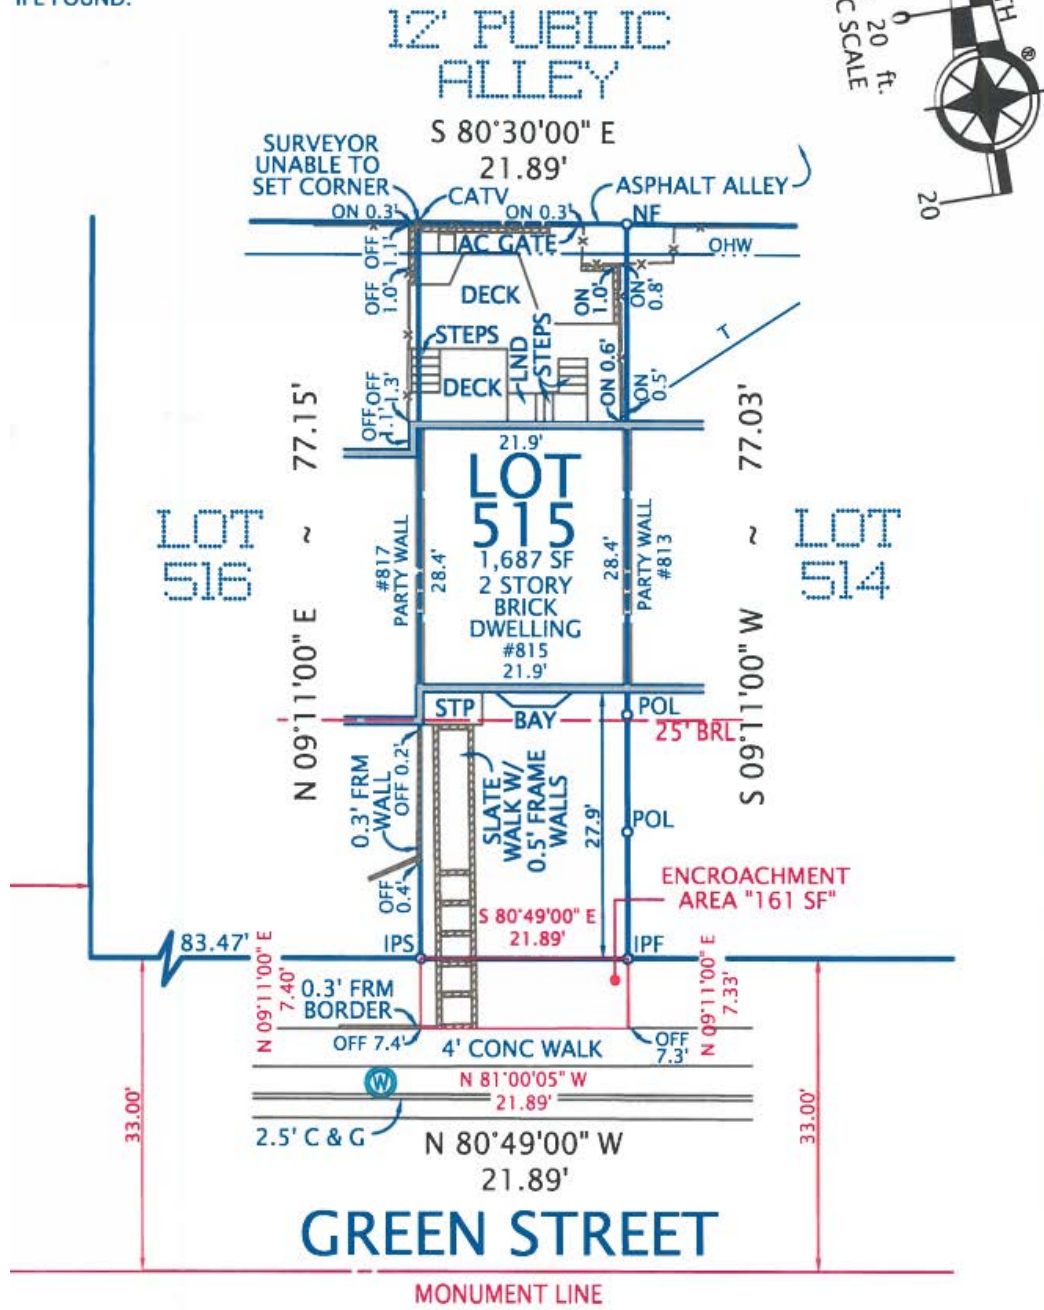 12' PUBLIC
ALLEY
20 ft.
SCALE
20
®
S 80°30'00" E
21.89'
SURVEYOR
UNABLE TO
SET CORNER
CATV
ASPHALT ALLEY
ON 0.3'
ON 0.3'
NF
OFF
1.1'
AC GATE
OHW
OFF
1.0'
DECK
ON
1.0'
ON
0.8'
STEPS
LND
STEPS
T
DECK
ON 0.6'
ON
0.5'
OFF
1.3'
OFF
1.1'
77.15'
~
N 09°11'00" E
77.03'
~
S 09°11'00" W
21.9'
LOT
515
1,687 SF
2 STORY
BRICK
DWELLING
#815
21.9'
LOT
516
LOT
514
#817
PARTY WALL
28.4'
28.4'
PARTY WALL
#813
STP
BAY
POL
25' BRL
0.3' FRM
WALL
OFF 0.2'
SLATE
WALK W/
0.5' FRAME
WALLS
27.9'
POL
OFF
0.4'
ENCROACHMENT
AREA "161 SF"
S 80°49'00" E
21.89'
83.47'
IPS
IPF
N 09°11'00" E
7.40'
0.3' FRM
BORDER
N 09°11'00" E
7.33'
OFF 7.4'
4' CONC WALK
OFF
7.3'
W
N 81°00'05" W
21.89'
33.00'
33.00'
2.5' C & G
N 80°49'00" W
21.89'
GREEN STREET
MONUMENT LINE